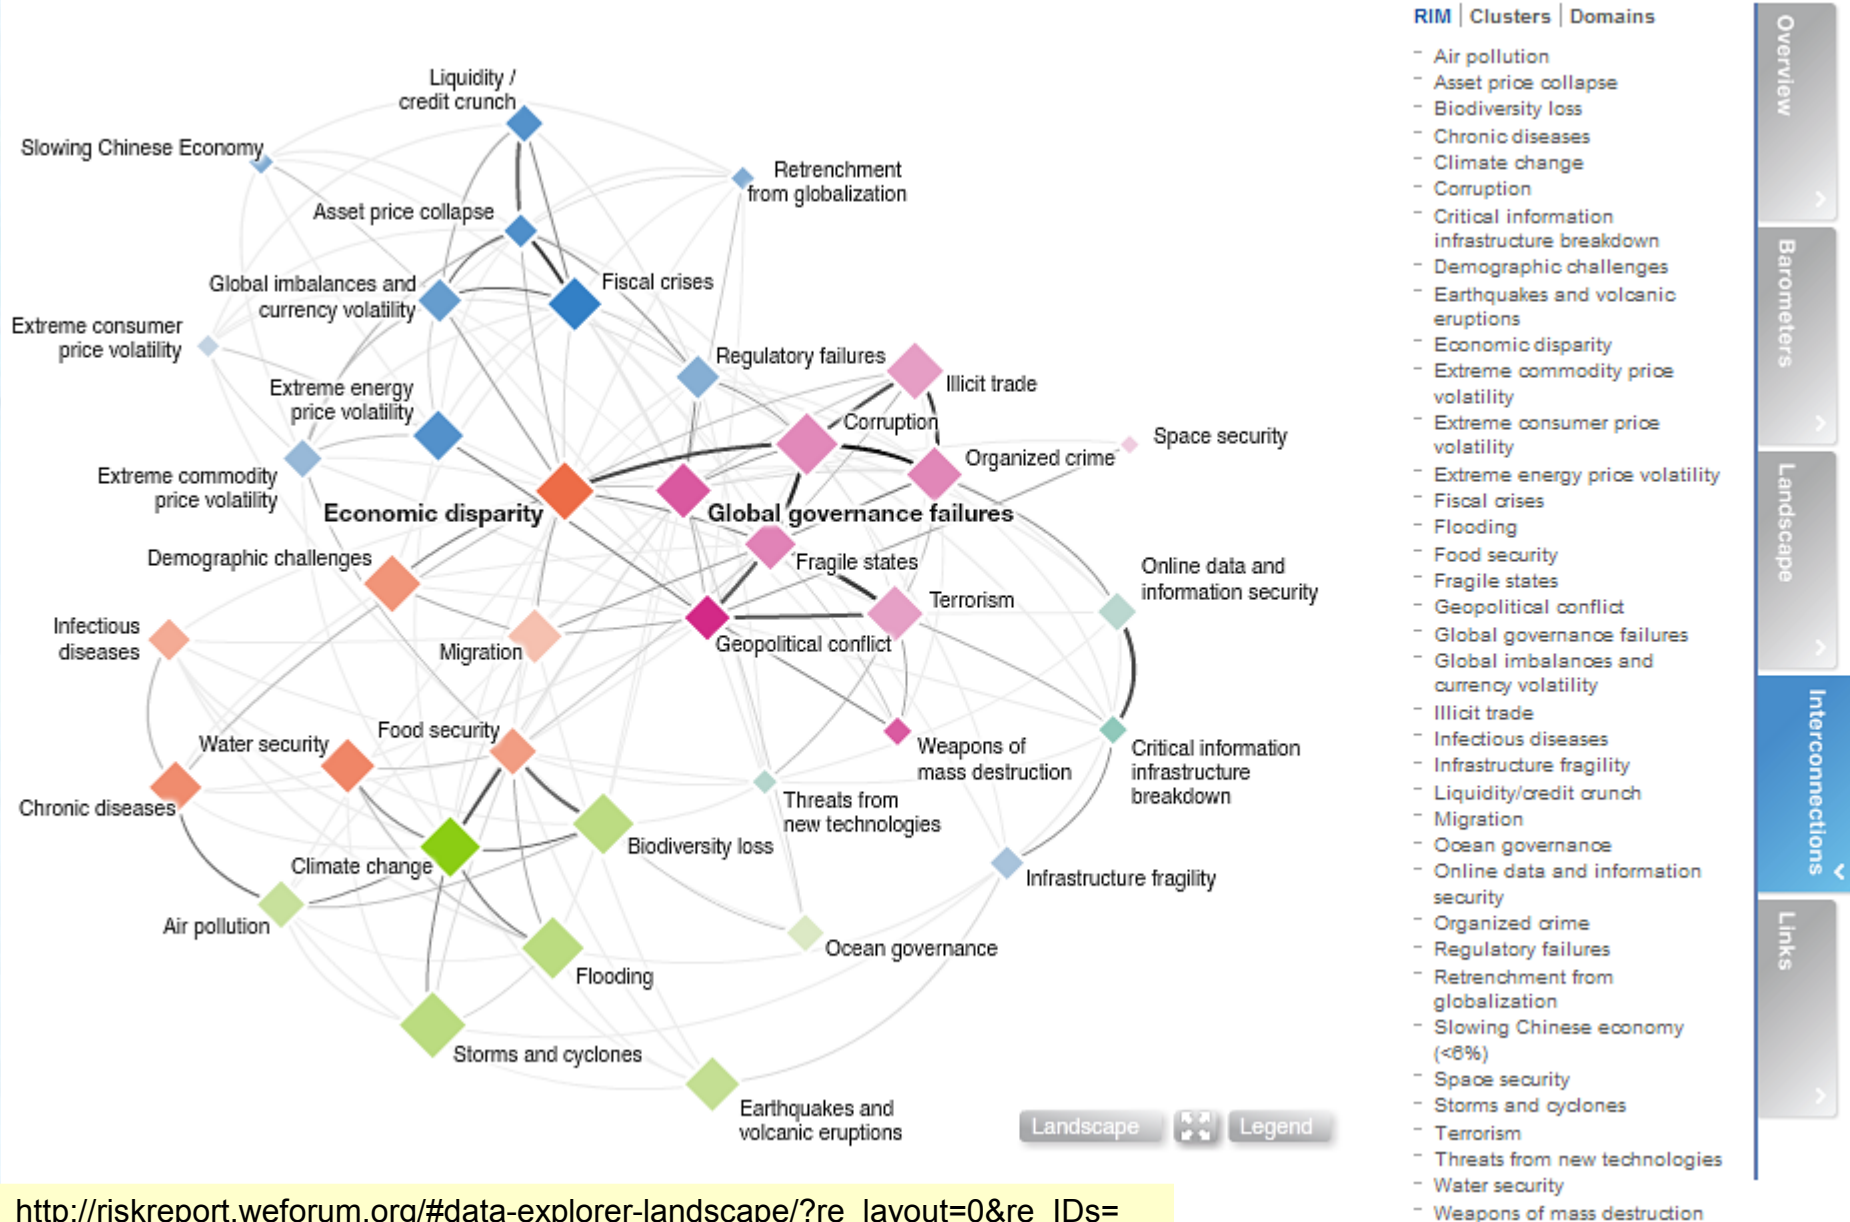 Liquidity /
credit crunch
Slowing Chinese Economy
Retrenchment
from globalization
Asset price collapse
Global imbalances and
currency volatility
Fiscal crises
Extreme consumer
price volatility
Regulatory failures
Illicit trade
Extreme energy
price volatility
Corruption
Space security
Organized crime
Extreme commodity
price volatility
Economic disparity
Global governance failures
Demographic challenges
Fragile states
Online data and
information security
Terrorism
Infectious
diseases
Migration
Geopolitical conflict
Food security
Water security
Weapons of
mass destruction
Critical information
infrastructure
breakdown
Chronic diseases
Threats from
new technologies
Biodiversity loss
Climate change
Infrastructure fragility
Air pollution
Ocean governance
Flooding
Storms and cyclones
Earthquakes and
volcanic eruptions
Landscape
Legend
http://riskreport.weforum.org/#data-explorer-landscape/?re_layout=0&re_IDs=
RIM | Clusters | Domains
- Air pollution
- Asset price collapse
- Biodiversity loss
- Chronic diseases
- Climate change
- Corruption
- Critical information
infrastructure breakdown
- Demographic challenges
- Earthquakes and volcanic
eruptions
- Economic disparity
- Extreme commodity price
volatility
- Extreme consumer price
volatility
- Extreme energy price volatility
- Fiscal crises
- Flooding
- Food security
- Fragile states
- Geopolitical conflict
- Global governance failures
- Global imbalances and
currency volatility
- Illicit trade
- Infectious diseases
- Infrastructure fragility
- Liquidity/credit crunch
- Migration
- Ocean governance
- Online data and information
security
- Organized crime
- Regulatory failures
- Retrenchment from
globalization
- Slowing Chinese economy
(<6%)
- Space security
- Storms and cyclones
- Terrorism
- Threats from new technologies
- Water security
- Weapons of mass destruction
Overview
Barometers
Landscape
Interconnections
Links